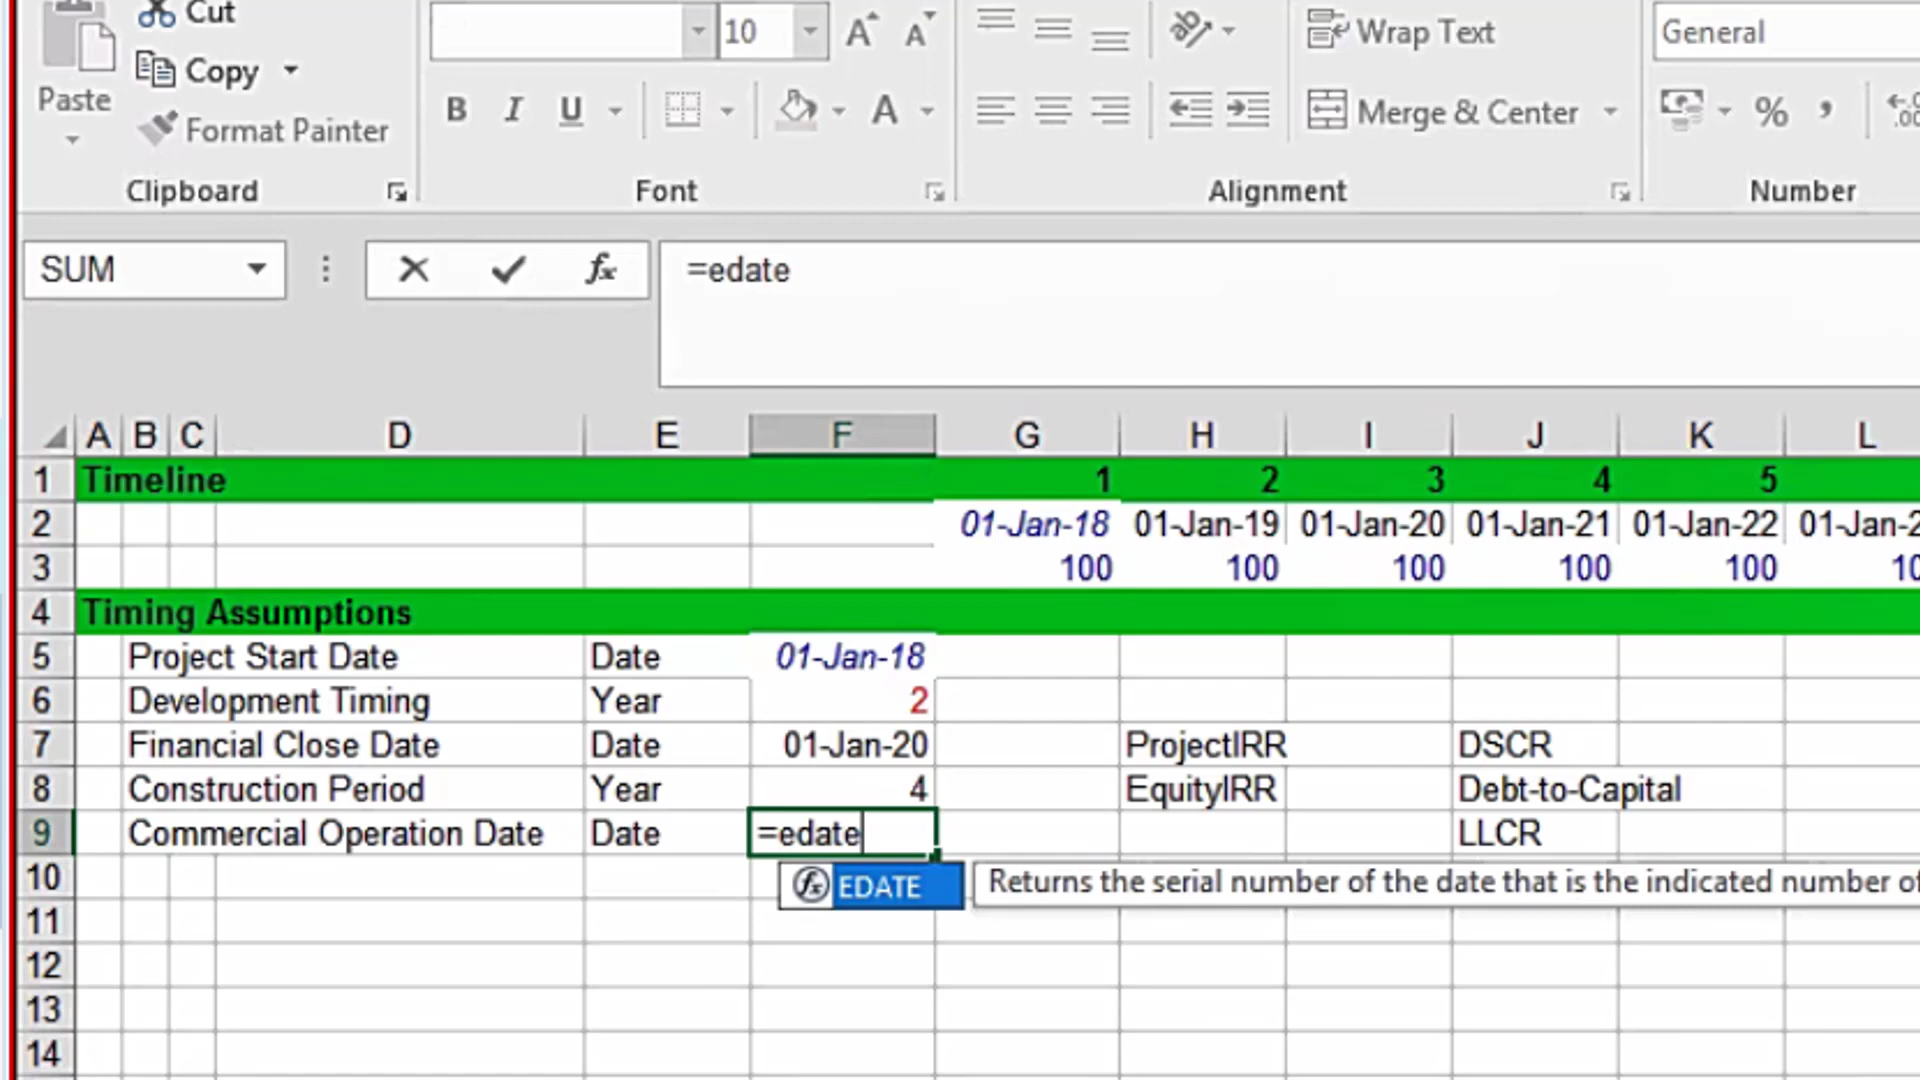 Cut
Copy
Paste
Format Painter
Clipboard
10
B I U
A
Font
ab
Wrap Text
Merge & Center
Alignment
General
% ,
Number
SUM
fx
=edate
A B C D E F G H I J K L
1 Timeline 1 2 3 4 5
2 01-Jan-18 01-Jan-19 01-Jan-20 01-Jan-21 01-Jan-22
3 100 100 100 100 100
4 Timing Assumptions
5 Project Start Date Date 01-Jan-18
6 Development Timing Year 2
7 Financial Close Date Date 01-Jan-20 ProjectIRR DSCR
8 Construction Period Year 4 EquityIRR Debt-to-Capital
9 Commercial Operation Date Date =edate LLCR
10 fx EDATE Returns the serial number of the date that is the indicated number of
11
12
13
14